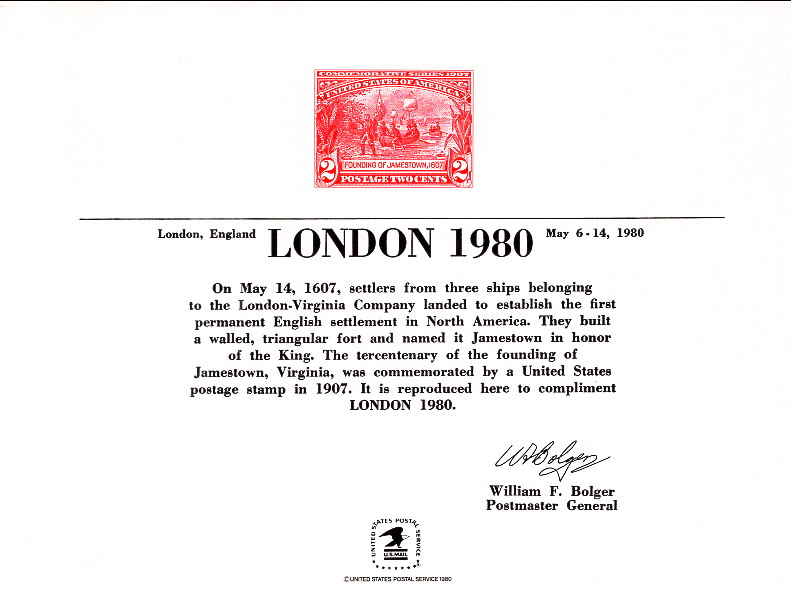 COMMEMORATIVE SERIES 1907
UNITED STATES OF AMERICA
FOUNDING OF JAMESTOWN, 1607
2 2
POSTAGE TWO CENTS
London, England LONDON 1980 May 6-14, 1980
On May 14, 1607, settlers from three ships belonging
to the London-Virginia Company landed to establish the first
permanent English settlement in North America. They built
a walled, triangular fort and named it Jamestown in honor
of the King. The tercentenary of the founding of
Jamestown, Virginia, was commemorated by a United States
postage stamp in 1907. It is reproduced here to compliment
LONDON 1980.
WF Bolger
William F. Bolger
Postmaster General
UNITED STATES POSTAL SERVICE
U.S.MAIL
© UNITED STATES POSTAL SERVICE 1980